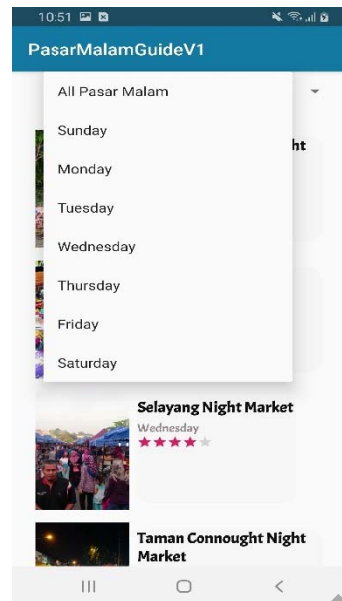 10:51
PasarMalamGuideV1
All Pasar Malam
Sunday
ht
Monday
Tuesday
Wednesday
Thursday
Friday
Saturday
Selayang Night Market
Wednesday
Taman Connought Night
Market